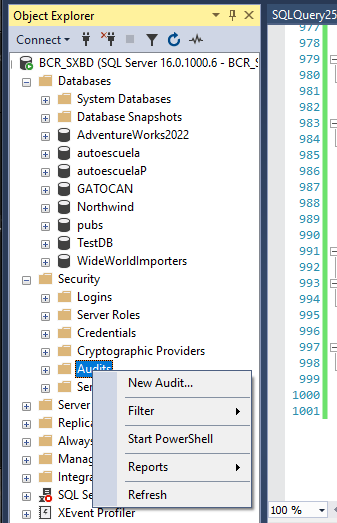 Object Explorer
SQLQuery25
Connect
BCR_SXBD (SQL Server 16.0.1000.6 - BCR_S
Databases
System Databases
Database Snapshots
AdventureWorks2022
autoescuela
autoescuelaP
GATOCAN
Northwind
pubs
TestDB
WideWorldImporters
Security
Logins
Server Roles
Credentials
Cryptographic Providers
Audits
Ser
Server
Replica
Always
Manag
Integra
SQL Se
XEvent Profiler
New Audit...
Filter
Start PowerShell
Reports
Refresh
977
978
979
980
981
982
983
984
985
986
987
988
989
990
991
992
993
994
995
996
997
998
999
1000
1001
100 %